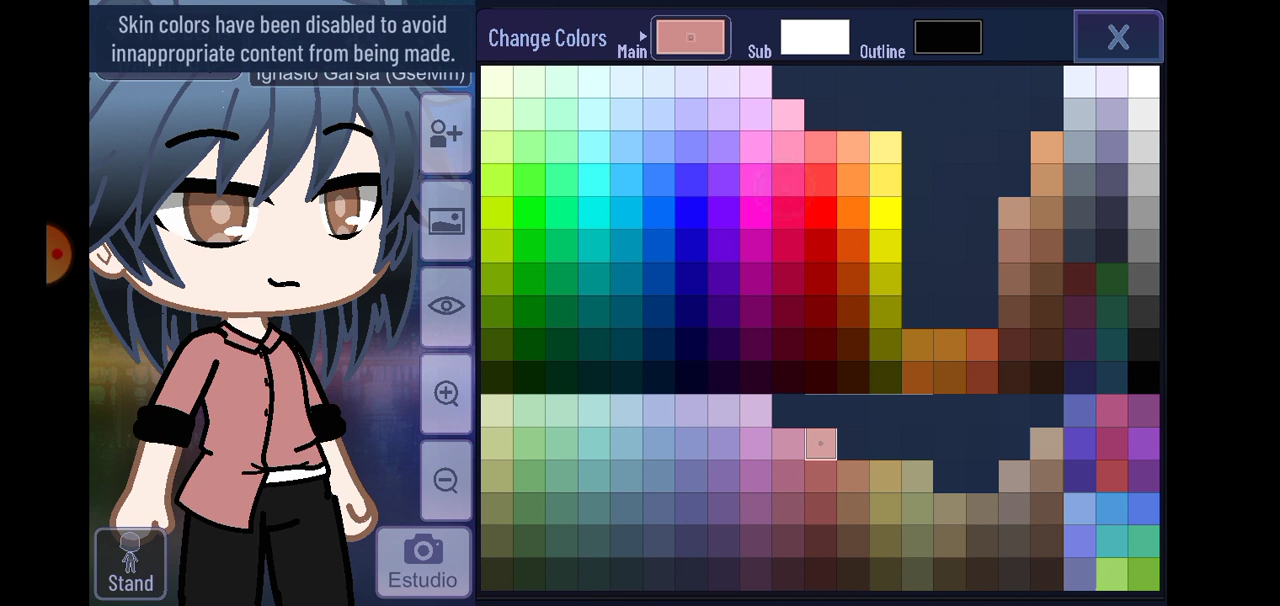 Skin colors have been disabled to avoid
innappropriate content from being made.
Ignasio Garsia (GseMm)
Change Colors
Main
Sub
Outline
X
Stand
Estudio